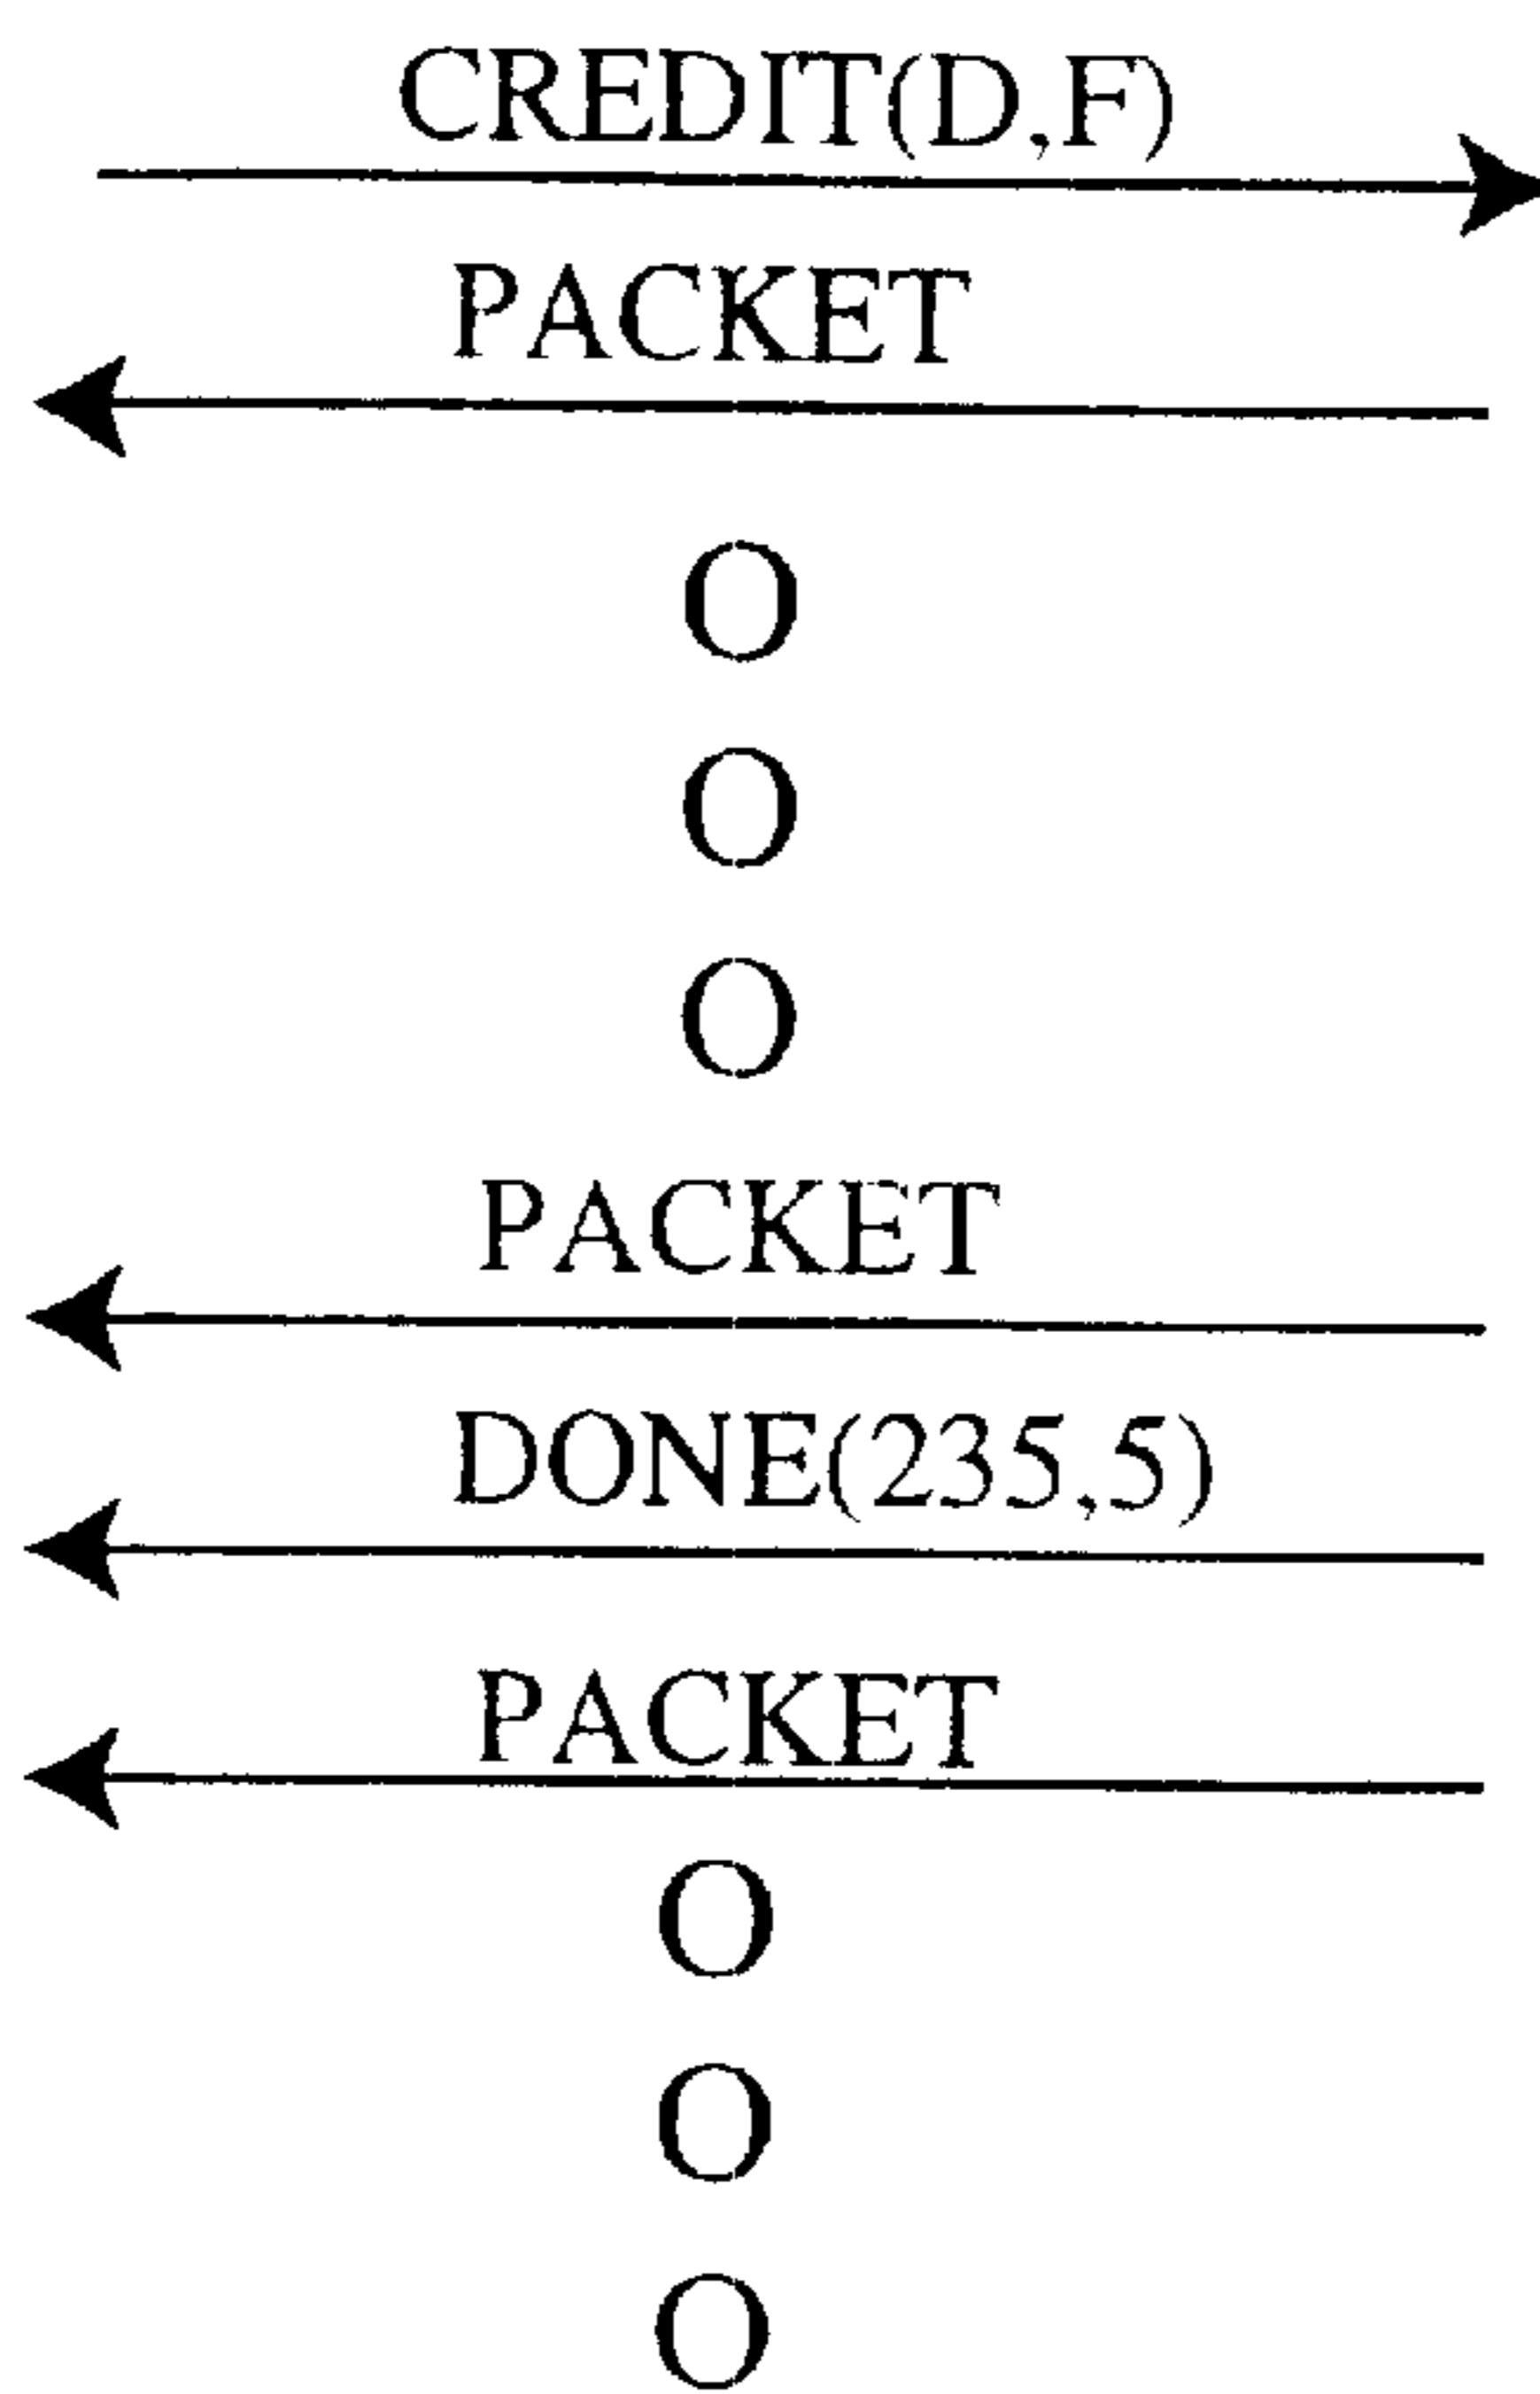 CREDIT(D,F)
PACKET
O
O
O
PACKET
DONE(235,5)
PACKET
O
O
O